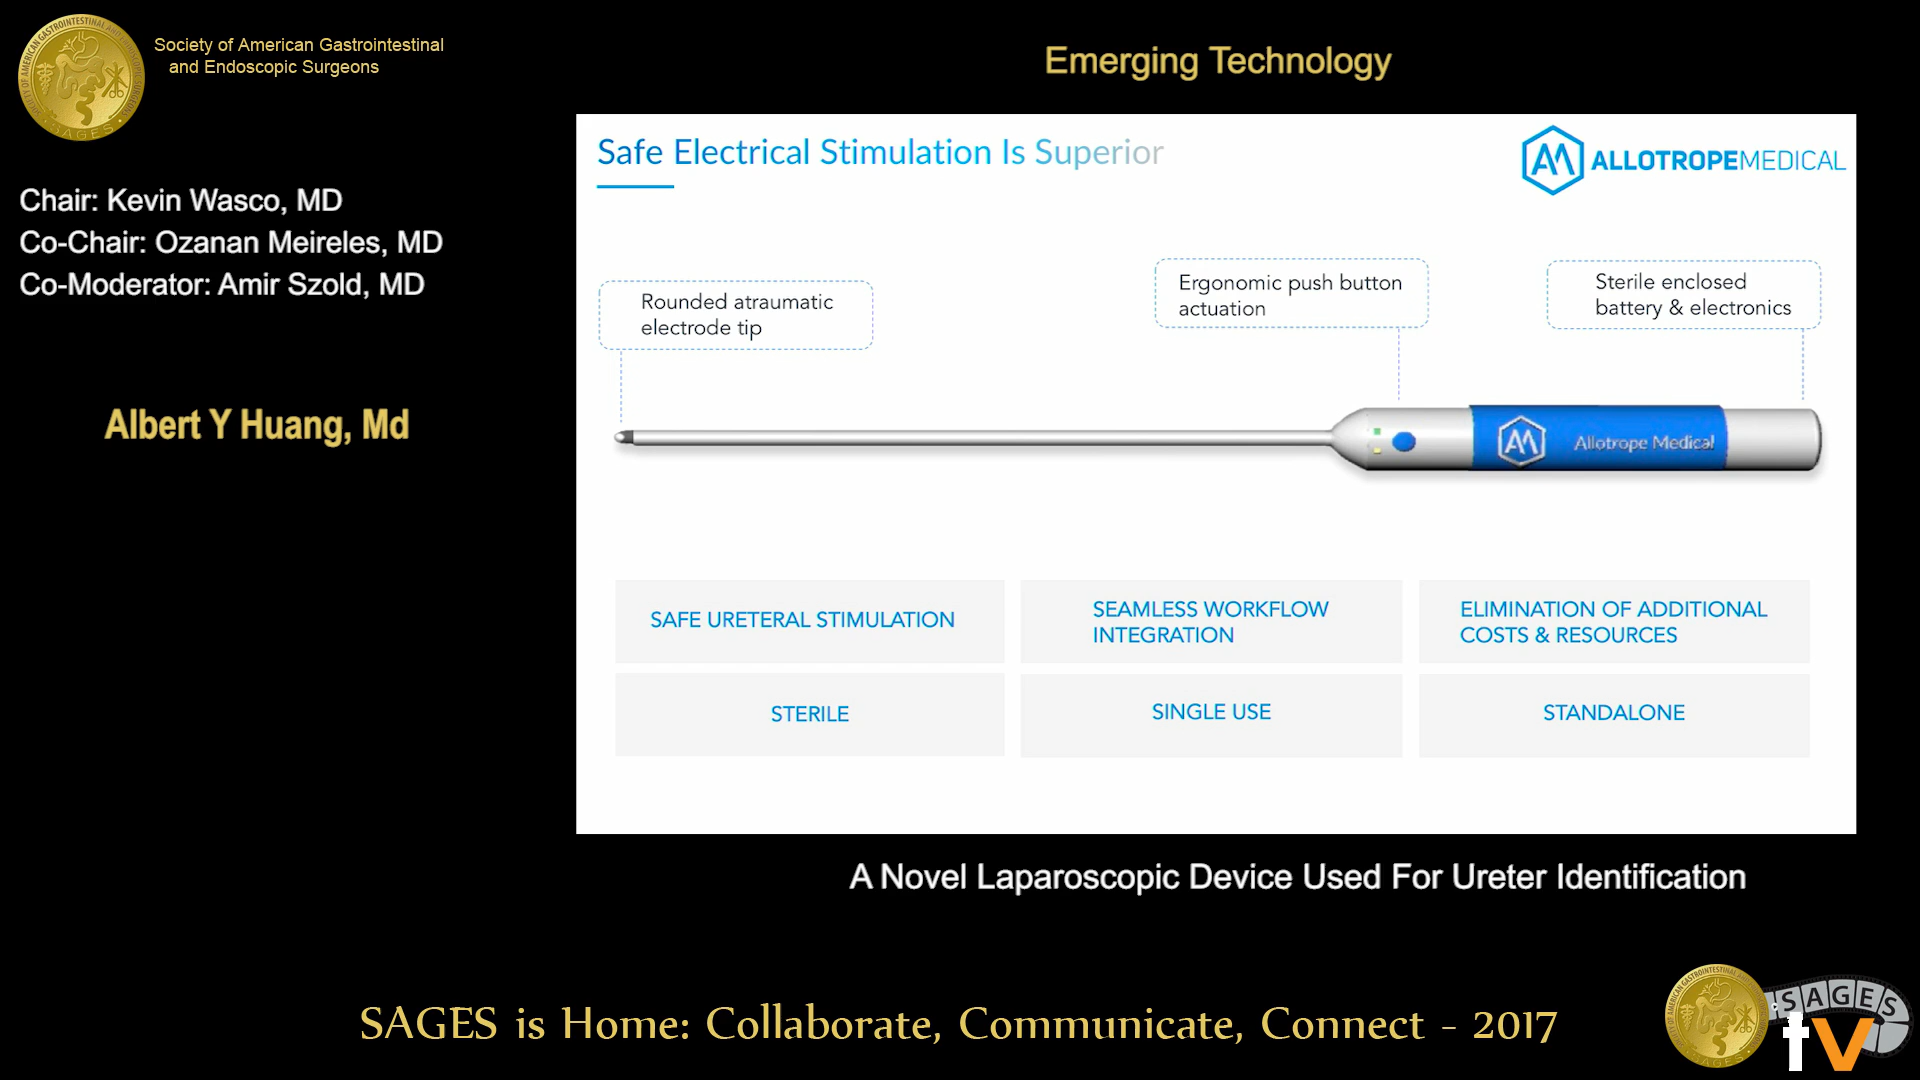 Society of American Gastrointestinal
and Endoscopic Surgeons
Emerging Technology
Chair: Kevin Wasco, MD
Co-Chair: Ozanan Meireles, MD
Co-Moderator: Amir Szold, MD
Albert Y Huang, Md
Safe Electrical Stimulation Is Superior
ALLOTROPEMEDICAL
Rounded atraumatic
electrode tip
Ergonomic push button
actuation
Sterile enclosed
battery & electronics
Allotrope Medical
SAFE URETERAL STIMULATION
SEAMLESS WORKFLOW
INTEGRATION
ELIMINATION OF ADDITIONAL
COSTS & RESOURCES
STERILE
SINGLE USE
STANDALONE
A Novel Laparoscopic Device Used For Ureter Identification
SAGES is Home: Collaborate, Communicate, Connect - 2017
SAGES
tv